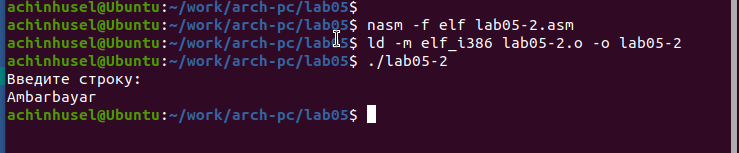 achinhusel@Ubuntu:~/work/arch-pc/lab05$
achinhusel@Ubuntu:~/work/arch-pc/lab05$ nasm -f elf lab05-2.asm
achinhusel@Ubuntu:~/work/arch-pc/lab05$ ld -m elf_i386 lab05-2.o -o lab05-2
achinhusel@Ubuntu:~/work/arch-pc/lab05$ ./lab05-2
Введите строку:
Ambarbayar
achinhusel@Ubuntu:~/work/arch-pc/lab05$